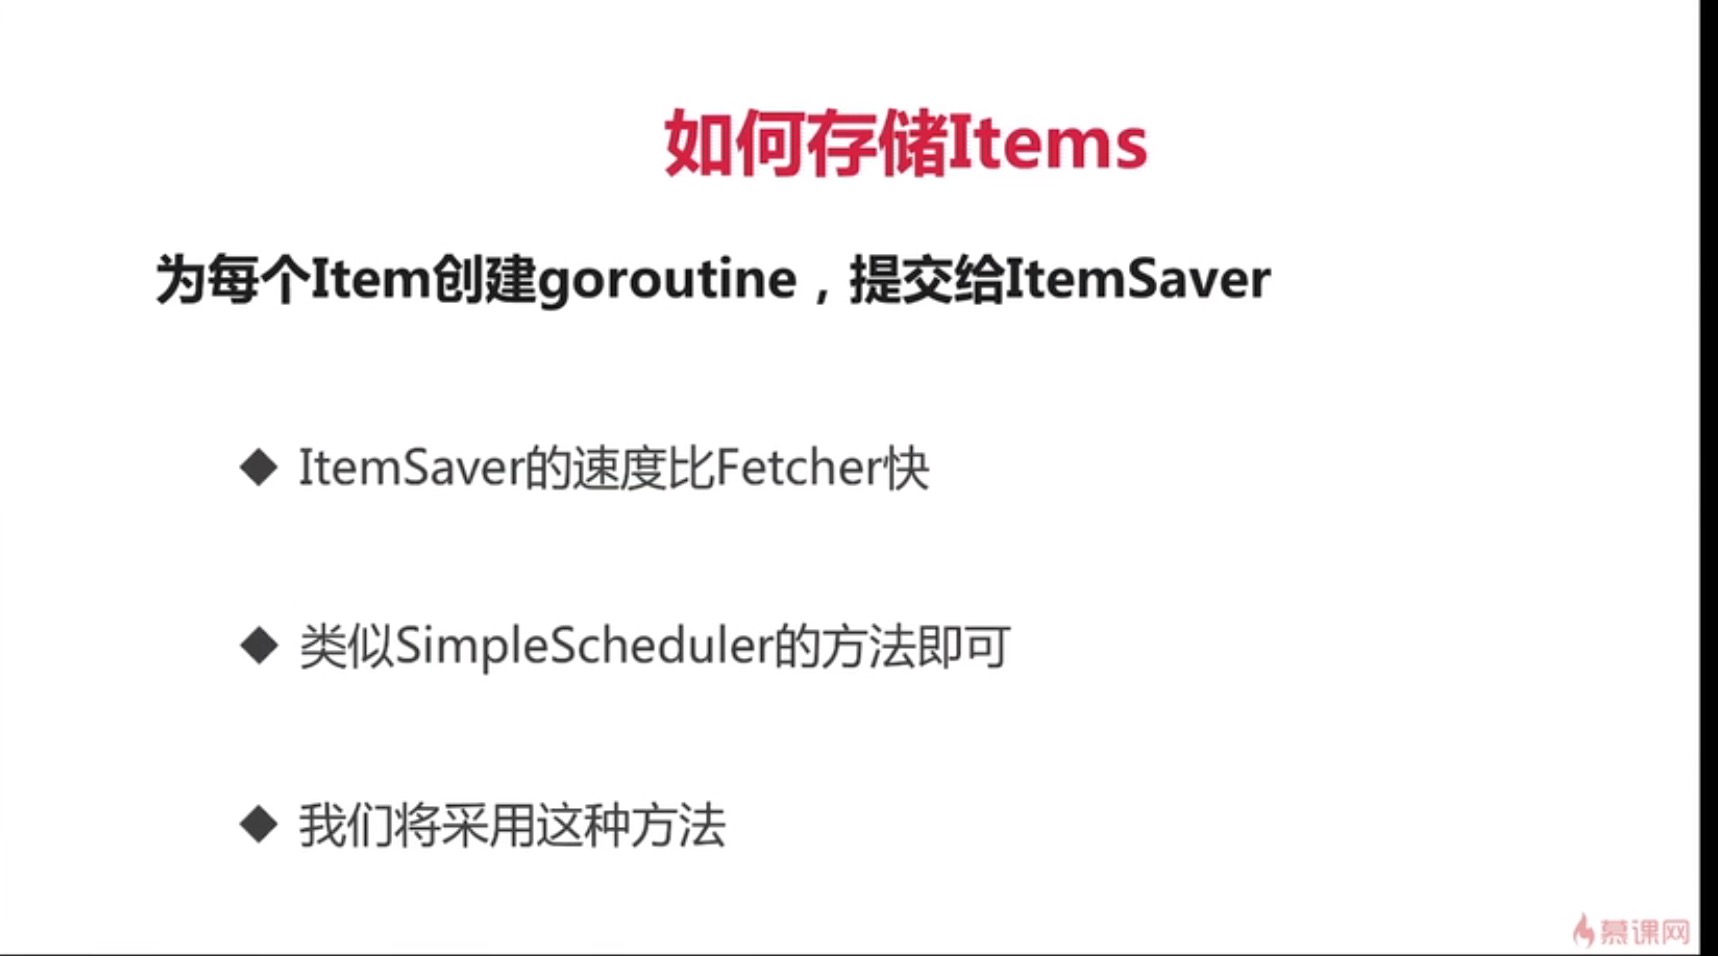 如何存储Items
为每个Item创建goroutine，提交给ItemSaver
◆ ItemSaver的速度比Fetcher快
◆ 类似SimpleScheduler的方法即可
◆ 我们将采用这种方法
慕课网